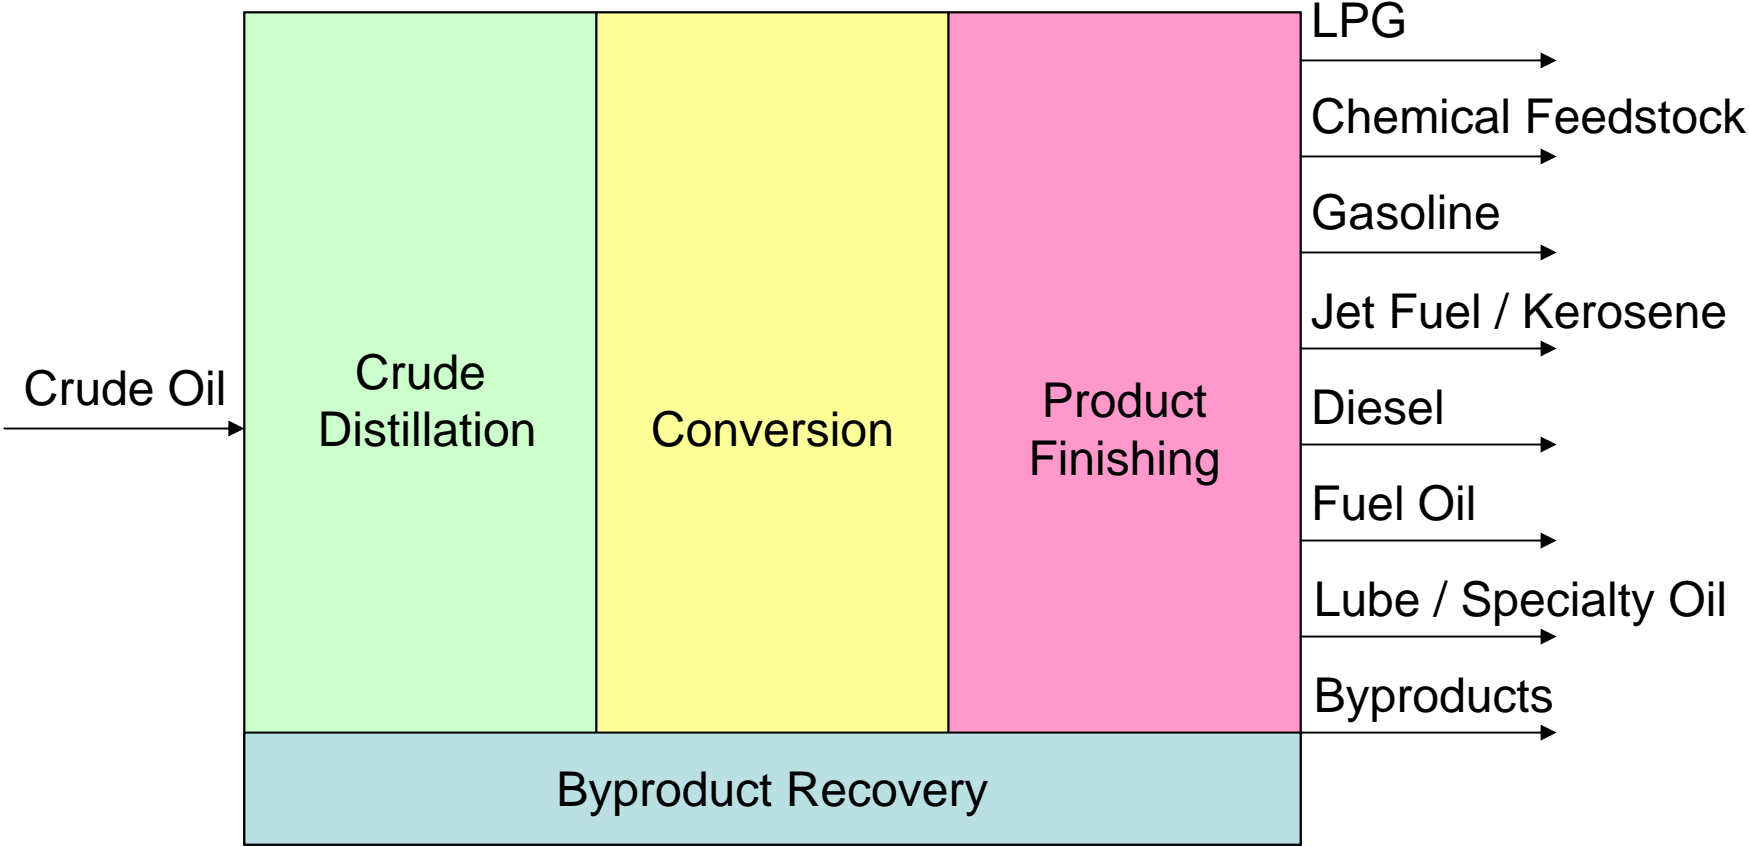 Crude Oil
Crude
Distillation
Conversion
Product
Finishing
Byproduct Recovery
LPG
Chemical Feedstock
Gasoline
Jet Fuel / Kerosene
Diesel
Fuel Oil
Lube / Specialty Oil
Byproducts